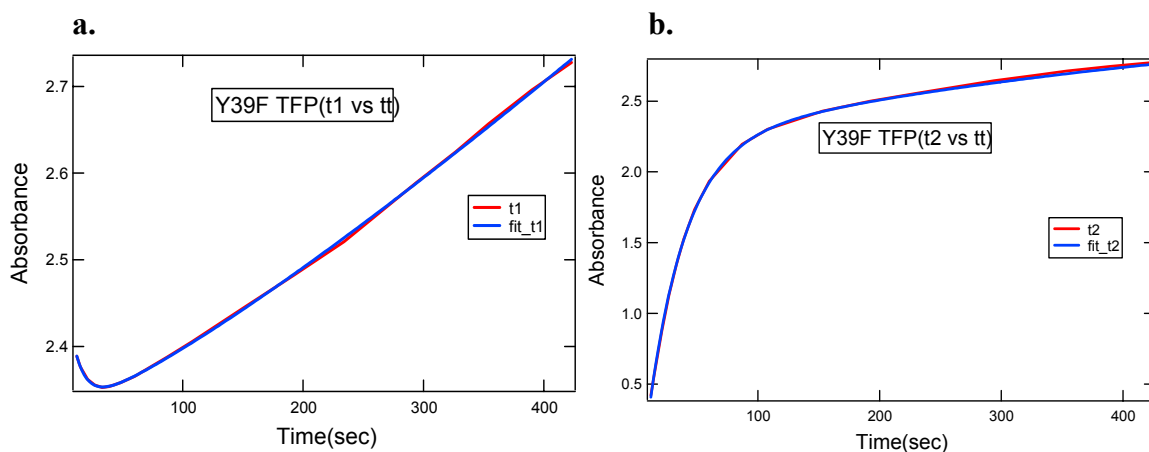 a.
2.7
2.6
2.5
2.4
Absorbance
Y39F TFP(t1 vs tt)
t1
fit_t1
100
200
300
400
Time(sec)
b.
2.5
2.0
1.5
1.0
0.5
Absorbance
Y39F TFP(t2 vs tt)
t2
fit_t2
100
200
300
400
Time(sec)